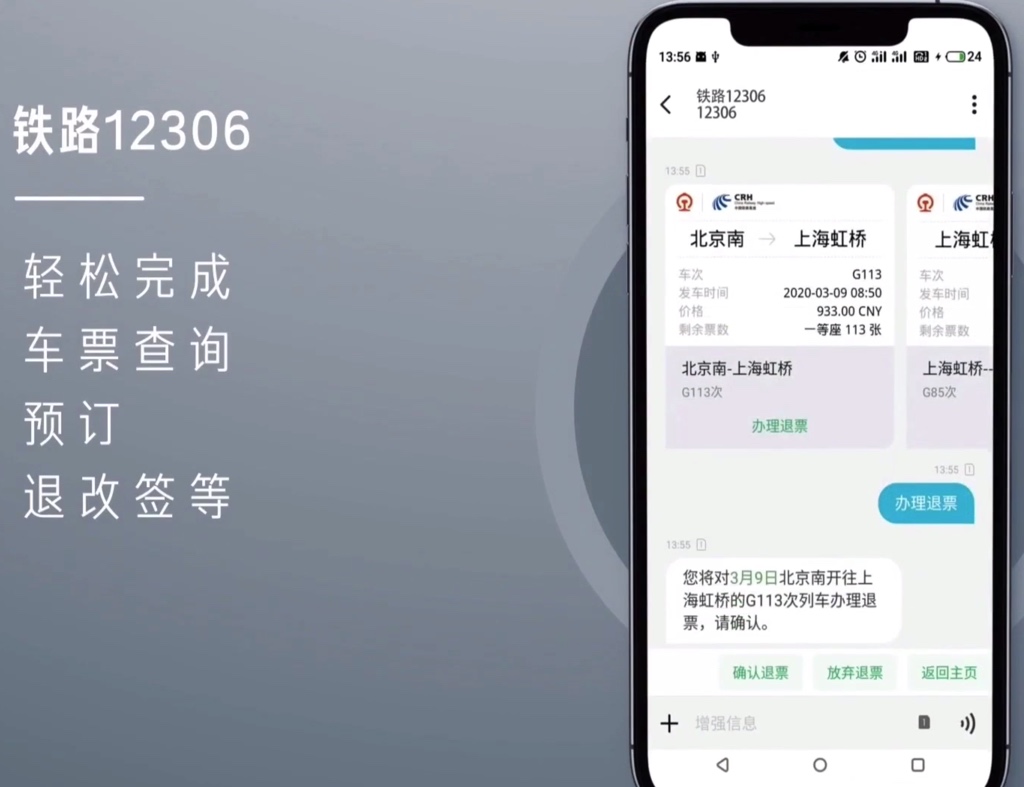 铁路12306
轻松完成
车票查询
预订
退改签等
13:56
24
铁路12306
12306
13:55
CRH
北京南 → 上海虹桥
车次 G113
发车时间 2020-03-09 08:50
价格 933.00 CNY
剩余票数 一等座 113 张
北京南-上海虹桥
G113次
办理退票
CRH
上海虹
车次
发车时间
价格
剩余票数
上海虹桥--
G85次
13:55
办理退票
13:55
您将对3月9日北京南开往上
海虹桥的G113次列车办理退
票，请确认。
确认退票 放弃退票 返回主页
增强信息